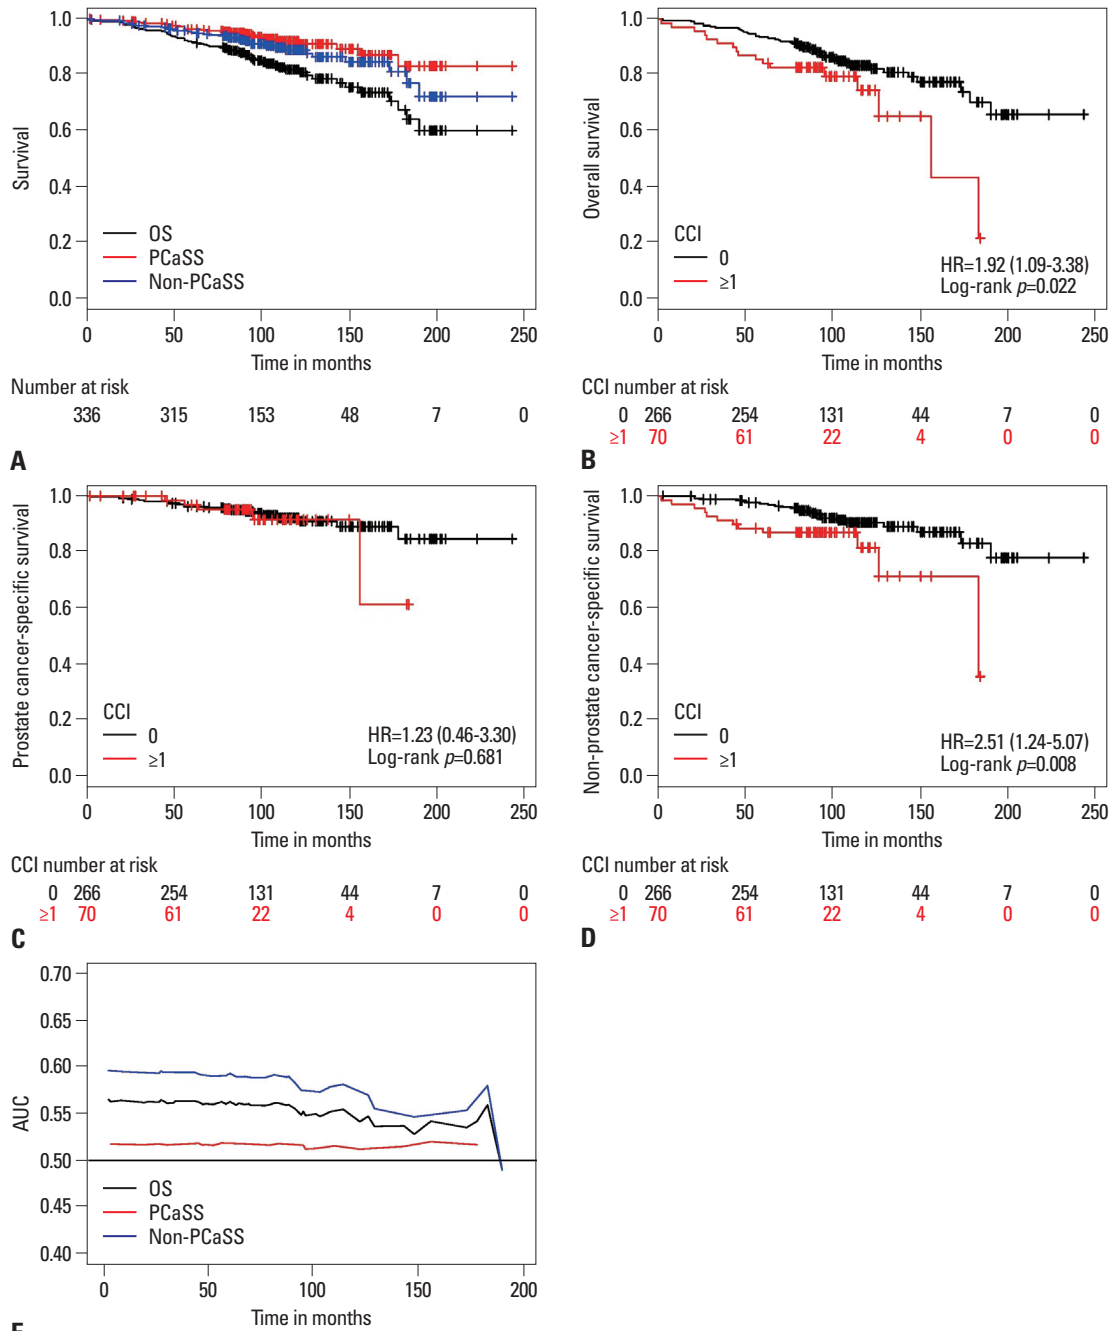 1.0
0.8
0.6
0.4
0.2
0.0
Survival
OS
PCaSS
Non-PCaSS
0 50 100 150 200 250
Time in months
Number at risk
336 315 153 48 7 0
A
1.0
0.8
0.6
0.4
0.2
0.0
Overall survival
CCI
0
≥1
HR=1.92 (1.09-3.38)
Log-rank p=0.022
0 50 100 150 200 250
Time in months
CCI number at risk
0 266 254 131 44 7 0
≥1 70 61 22 4 0 0
B
1.0
0.8
0.6
0.4
0.2
0.0
Prostate cancer-specific survival
CCI
0
≥1
HR=1.23 (0.46-3.30)
Log-rank p=0.681
0 50 100 150 200 250
Time in months
CCI number at risk
0 266 254 131 44 7 0
≥1 70 61 22 4 0 0
C
1.0
0.8
0.6
0.4
0.2
0.0
Non-prostate cancer-specific survival
CCI
0
≥1
HR=2.51 (1.24-5.07)
Log-rank p=0.008
0 50 100 150 200 250
Time in months
CCI number at risk
0 266 254 131 44 7 0
≥1 70 61 22 4 0 0
D
0.70
0.65
0.60
0.55
0.50
0.45
0.40
AUC
OS
PCaSS
Non-PCaSS
0 50 100 150 200
Time in months